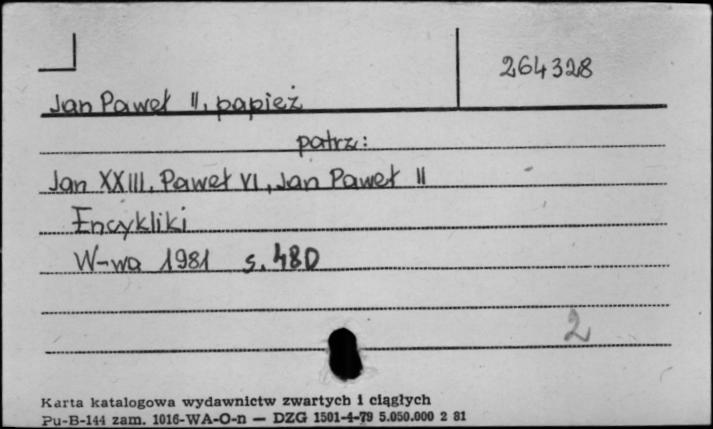 264328
Jan Paweł II, papież
patrz:
Jan XXIII, Paweł VI, Jan Paweł II
Encykliki
W-wa 1981 s. 480
2
Karta katalogowa wydawnictw zwartych i ciągłych
Pu-B-144 zam. 1016-WA-O-n — DZG 1501-4-79 5.050.000 2 81